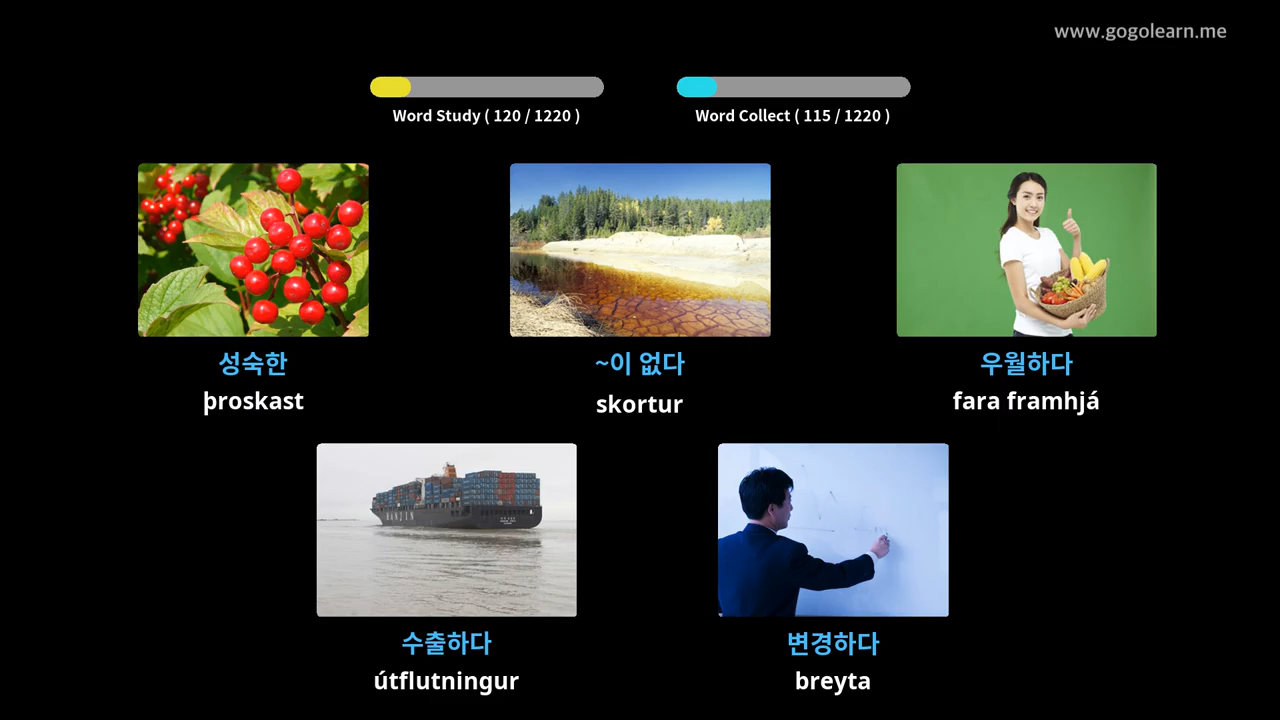 www.gogolearn.me
Word Study ( 120 / 1220 )
Word Collect ( 115 / 1220 )
성숙한
þroskast
~이 없다
skortur
우월하다
fara framhjá
HANJIN
수출하다
útflutningur
변경하다
breyta